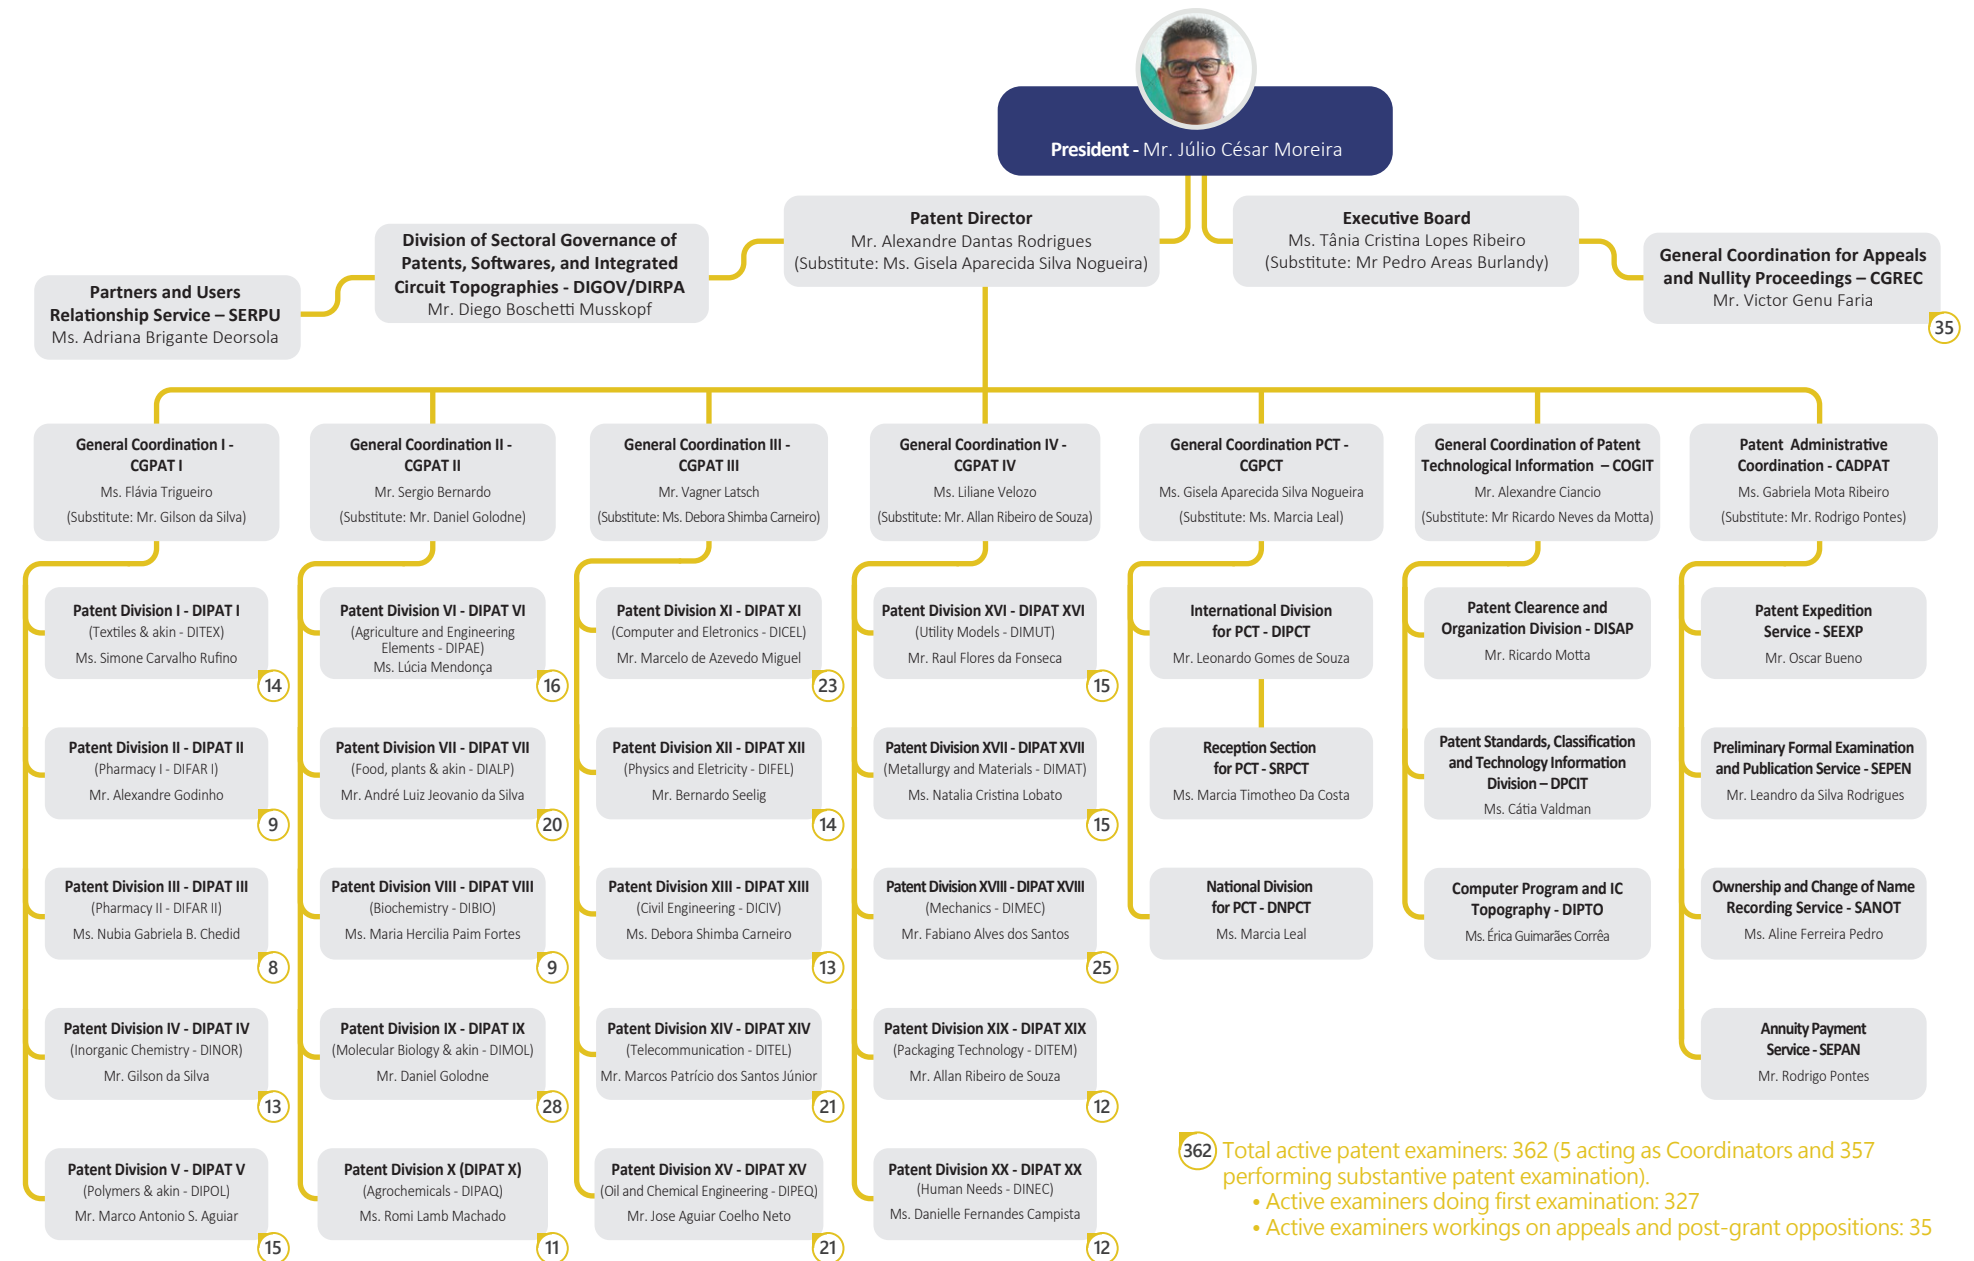 President - Mr. Júlio César Moreira
Patent Director
Mr. Alexandre Dantas Rodrigues
(Substitute: Ms. Gisela Aparecida Silva Nogueira)
Executive Board
Ms. Tânia Cristina Lopes Ribeiro
(Substitute: Mr Pedro Areas Burlandy)
Division of Sectoral Governance of
Patents, Softwares, and Integrated
Circuit Topographies - DIGOV/DIRPA
Mr. Diego Boschetti Musskopf
General Coordination for Appeals
and Nullity Proceedings – CGREC
Mr. Victor Genu Faria
35
Partners and Users
Relationship Service – SERPU
Ms. Adriana Brigante Deorsola
General Coordination I -
CGPAT I
Ms. Flávia Trigueiro
(Substitute: Mr. Gilson da Silva)
General Coordination II -
CGPAT II
Mr. Sergio Bernardo
(Substitute: Mr. Daniel Golodne)
General Coordination III -
CGPAT III
Mr. Vagner Latsch
(Substitute: Ms. Debora Shimba Carneiro)
General Coordination IV -
CGPAT IV
Ms. Liliane Velozo
(Substitute: Mr. Allan Ribeiro de Souza)
General Coordination PCT -
CGPCT
Ms. Gisela Aparecida Silva Nogueira
(Substitute: Ms. Marcia Leal)
General Coordination of Patent
Technological Information – COGIT
Mr. Alexandre Ciancio
(Substitute: Mr Ricardo Neves da Motta)
Patent Administrative
Coordination - CADPAT
Ms. Gabriela Mota Ribeiro
(Substitute: Mr. Rodrigo Pontes)
Patent Division I - DIPAT I
(Textiles & akin - DITEX)
Ms. Simone Carvalho Rufino
14
Patent Division VI - DIPAT VI
(Agriculture and Engineering
Elements - DIPAE)
Ms. Lúcia Mendonça
16
Patent Division XI - DIPAT XI
(Computer and Eletronics - DICEL)
Mr. Marcelo de Azevedo Miguel
23
Patent Division XVI - DIPAT XVI
(Utility Models - DIMUT)
Mr. Raul Flores da Fonseca
15
International Division
for PCT - DIPCT
Mr. Leonardo Gomes de Souza
Patent Clearence and
Organization Division - DISAP
Mr. Ricardo Motta
Patent Expedition
Service - SEEXP
Mr. Oscar Bueno
Patent Division II - DIPAT II
(Pharmacy I - DIFAR I)
Mr. Alexandre Godinho
9
Patent Division VII - DIPAT VII
(Food, plants & akin - DIALP)
Mr. André Luiz Jeovanio da Silva
20
Patent Division XII - DIPAT XII
(Physics and Eletricity - DIFEL)
Mr. Bernardo Seelig
14
Patent Division XVII - DIPAT XVII
(Metallurgy and Materials - DIMAT)
Ms. Natalia Cristina Lobato
15
Reception Section
for PCT - SRPCT
Ms. Marcia Timotheo Da Costa
Patent Standards, Classification
and Technology Information
Division – DPCIT
Ms. Cátia Valdman
Preliminary Formal Examination
and Publication Service - SEPEN
Mr. Leandro da Silva Rodrigues
Patent Division III - DIPAT III
(Pharmacy II - DIFAR II)
Ms. Nubia Gabriela B. Chedid
8
Patent Division VIII - DIPAT VIII
(Biochemistry - DIBIO)
Ms. Maria Hercilia Paim Fortes
9
Patent Division XIII - DIPAT XIII
(Civil Engineering - DICIV)
Ms. Debora Shimba Carneiro
13
Patent Division XVIII - DIPAT XVIII
(Mechanics - DIMEC)
Mr. Fabiano Alves dos Santos
25
National Division
for PCT - DNPCT
Ms. Marcia Leal
Computer Program and IC
Topography - DIPTO
Ms. Érica Guimarães Corrêa
Ownership and Change of Name
Recording Service - SANOT
Ms. Aline Ferreira Pedro
Patent Division IV - DIPAT IV
(Inorganic Chemistry - DINOR)
Mr. Gilson da Silva
13
Patent Division IX - DIPAT IX
(Molecular Biology & akin - DIMOL)
Mr. Daniel Golodne
28
Patent Division XIV - DIPAT XIV
(Telecommunication - DITEL)
Mr. Marcos Patrício dos Santos Júnior
21
Patent Division XIX - DIPAT XIX
(Packaging Technology - DITEM)
Mr. Allan Ribeiro de Souza
12
Annuity Payment
Service - SEPAN
Mr. Rodrigo Pontes
Patent Division V - DIPAT V
(Polymers & akin - DIPOL)
Mr. Marco Antonio S. Aguiar
15
Patent Division X (DIPAT X)
(Agrochemicals - DIPAQ)
Ms. Romi Lamb Machado
11
Patent Division XV - DIPAT XV
(Oil and Chemical Engineering - DIPEQ)
Mr. Jose Aguiar Coelho Neto
21
Patent Division XX - DIPAT XX
(Human Needs - DINEC)
Ms. Danielle Fernandes Campista
12
362 Total active patent examiners: 362 (5 acting as Coordinators and 357
performing substantive patent examination).
• Active examiners doing first examination: 327
• Active examiners workings on appeals and post-grant oppositions: 35